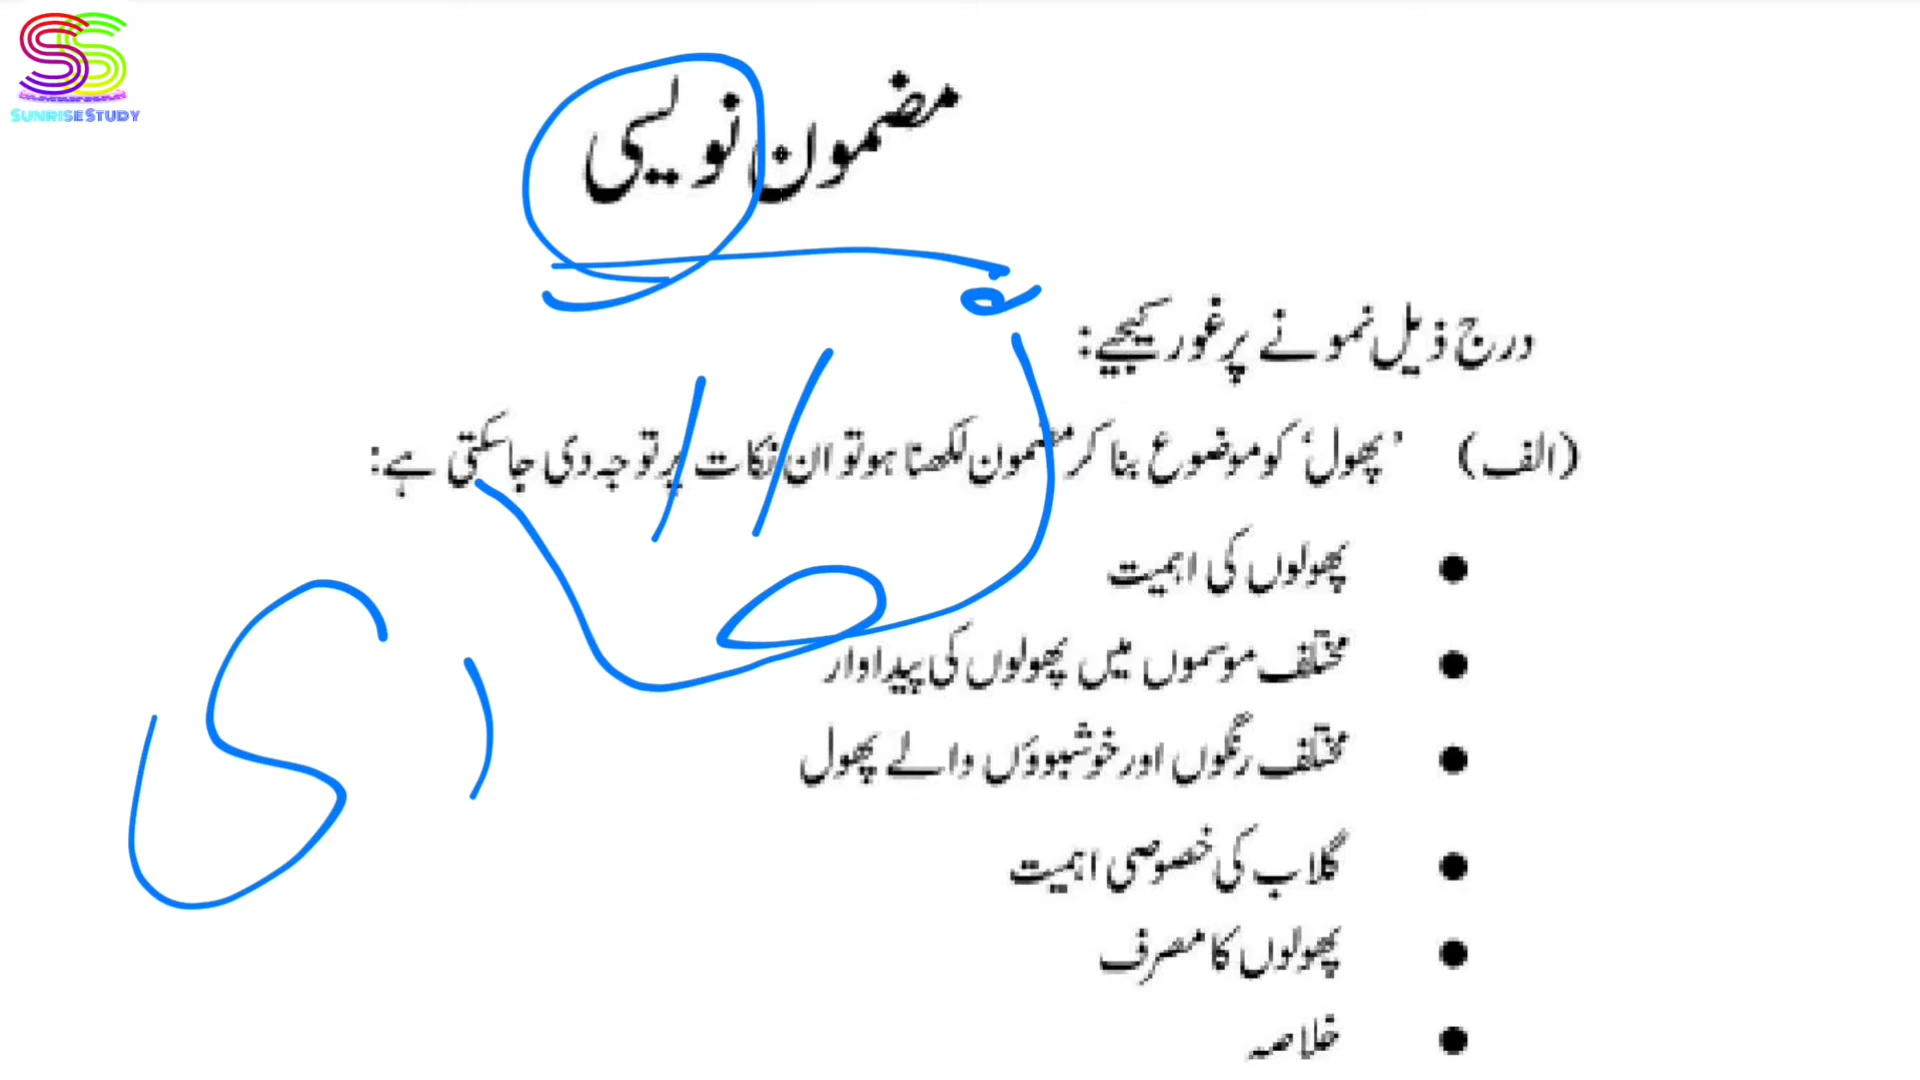 SUNRISESTUDY
مضمون نویسی
درج ذیل نمونے پر غور کیجیے:
(الف) ’پھول‘ کو موضوع بنا کر مضمون لکھنا ہو تو ان نکات پر توجہ دی جا سکتی ہے:
● پھولوں کی اہمیت
● مختلف موسموں میں پھولوں کی پیداوار
● مختلف رنگوں اور خوشبووؤں والے پھول
● گلاب کی خصوصی اہمیت
● پھولوں کا مصرف
● خلاصہ